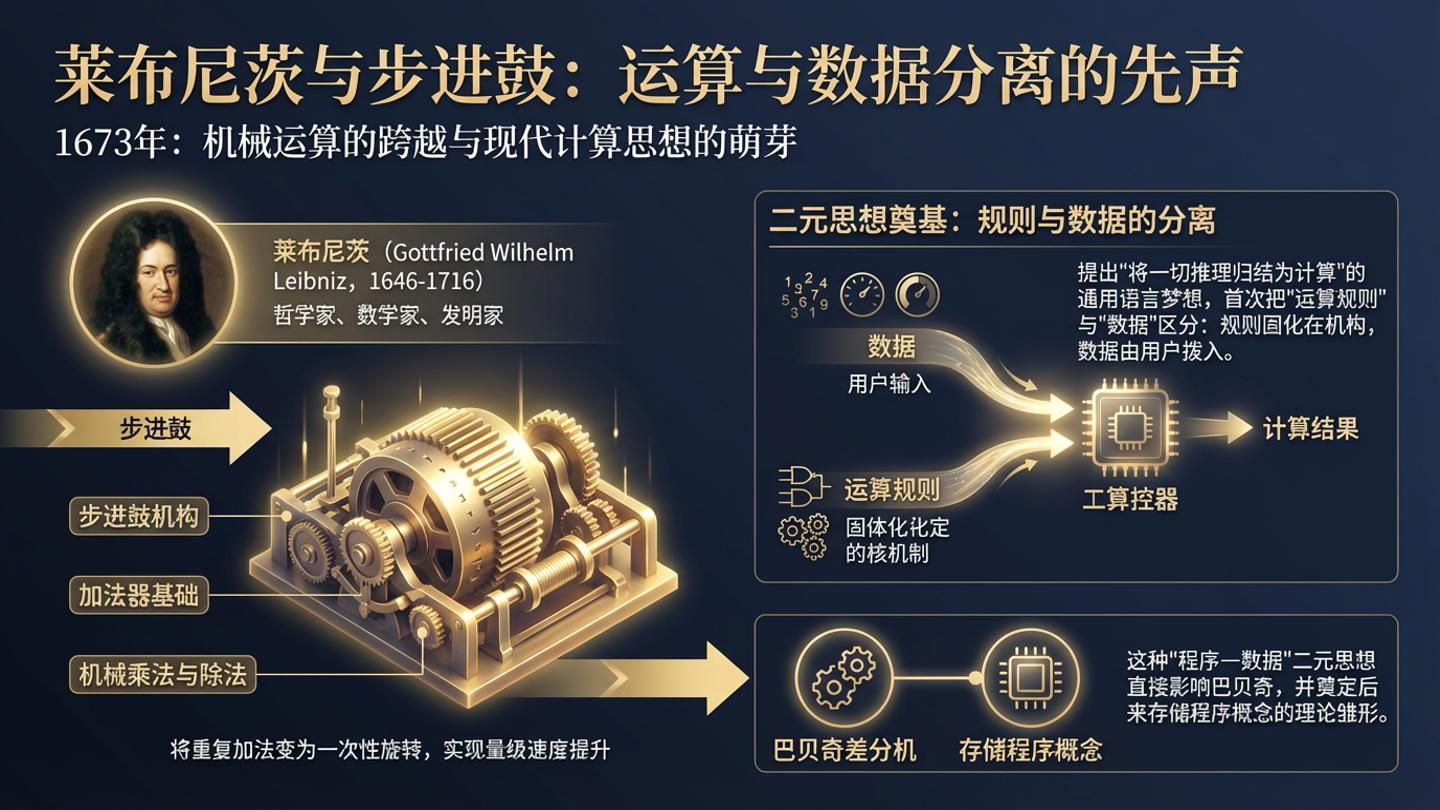 莱布尼茨与步进鼓：运算与数据分离的先声
1673年：机械运算的跨越与现代计算思想的萌芽
莱布尼茨（Gottfried Wilhelm
Leibniz，1646-1716）
哲学家、数学家、发明家
步进鼓
步进鼓机构
加法器基础
机械乘法与除法
将重复加法变为一次性旋转，实现量级速度提升
二元思想奠基：规则与数据的分离
提出“将一切推理归结为计算”的
通用语言梦想，首次把“运算规则”
与“数据”区分：规则固化在机构，
数据由用户拨入。
数据
用户输入
运算规则
固体化化定
的核机制
工算控器
计算结果
巴贝奇差分机
存储程序概念
这种“程序—数据”二元思想
直接影响巴贝奇，并奠定后
来存储程序概念的理论雏形。